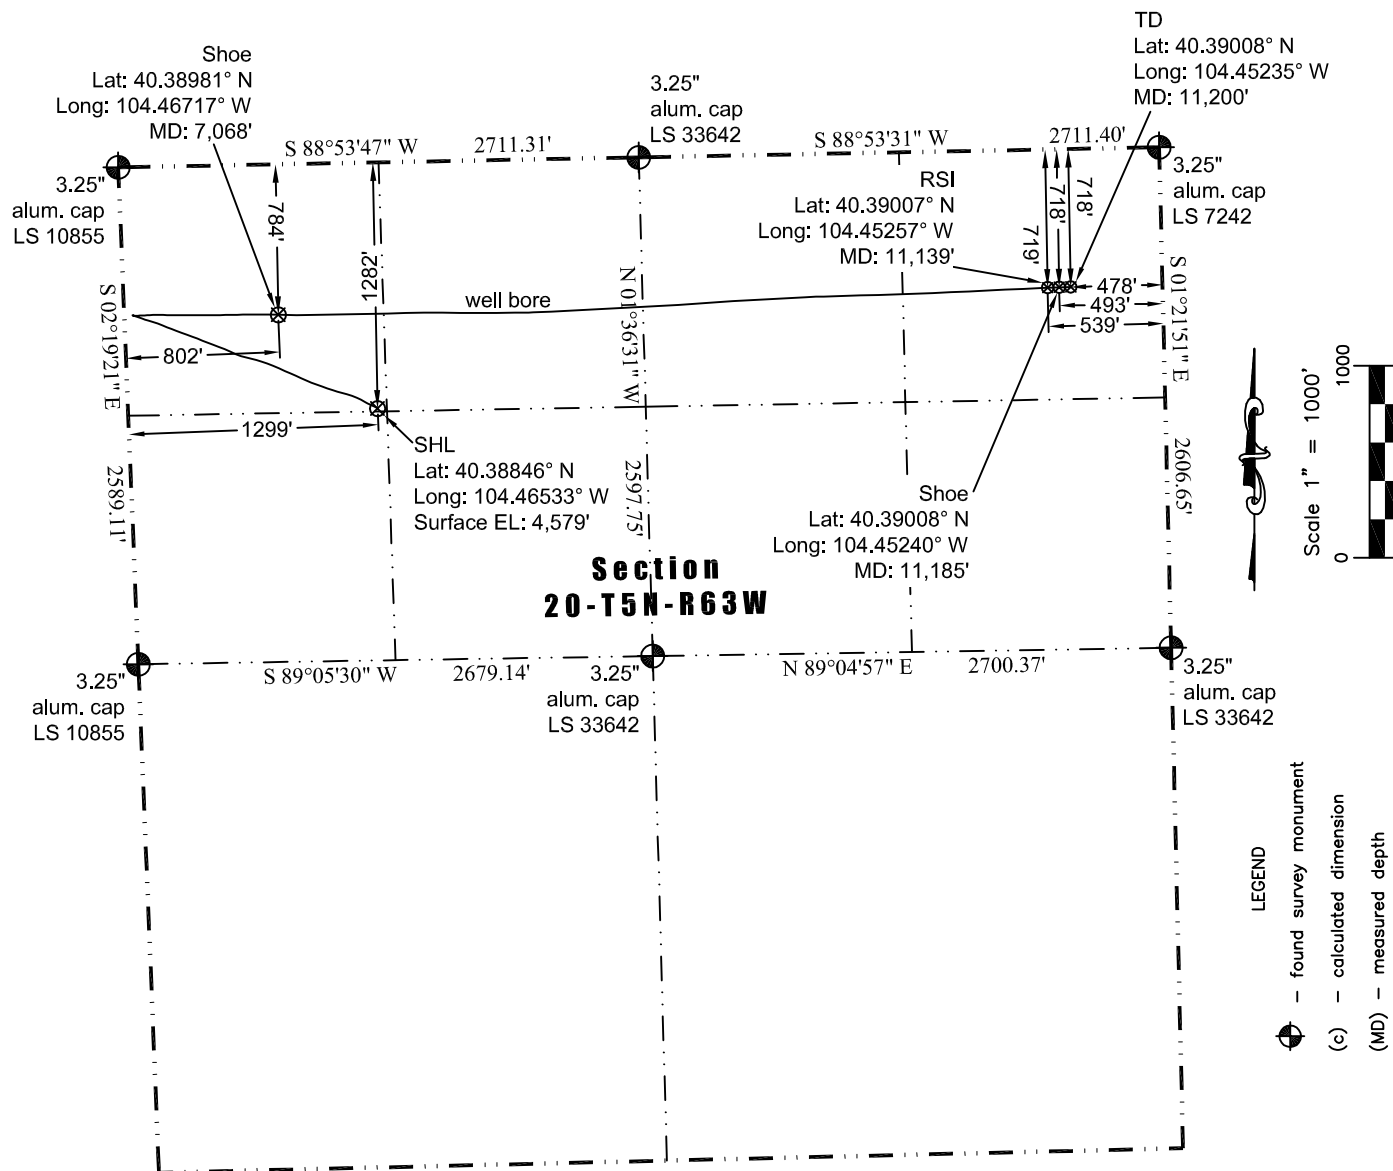 Shoe
Lat: 40.38981° N
Long: 104.46717° W
MD: 7,068'
3.25"
alum. cap
LS 33642
TD
Lat: 40.39008° N
Long: 104.45235° W
MD: 11,200'
S 88°53'47" W
2711.31'
S 88°53'31" W
2711.40'
3.25"
alum. cap
LS 10855
3.25"
alum. cap
LS 7242
RSI
Lat: 40.39007° N
Long: 104.45257° W
MD: 11,139'
784'
1282'
719'
718'
718'
478'
493'
539'
well bore
802'
1299'
S 02°19'21" E
2589.11'
N 01°36'31" W
2597.75'
S 01°21'51" E
2606.65'
SHL
Lat: 40.38846° N
Long: 104.46533° W
Surface EL: 4,579'
Shoe
Lat: 40.39008° N
Long: 104.45240° W
MD: 11,185'
Section
20-T5N-R63W
S 89°05'30" W
2679.14'
N 89°04'57" E
2700.37'
3.25"
alum. cap
LS 10855
3.25"
alum. cap
LS 33642
3.25"
alum. cap
LS 33642
Scale 1" = 1000'
0
1000
LEGEND
– found survey monument
(c) – calculated dimension
(MD) – measured depth